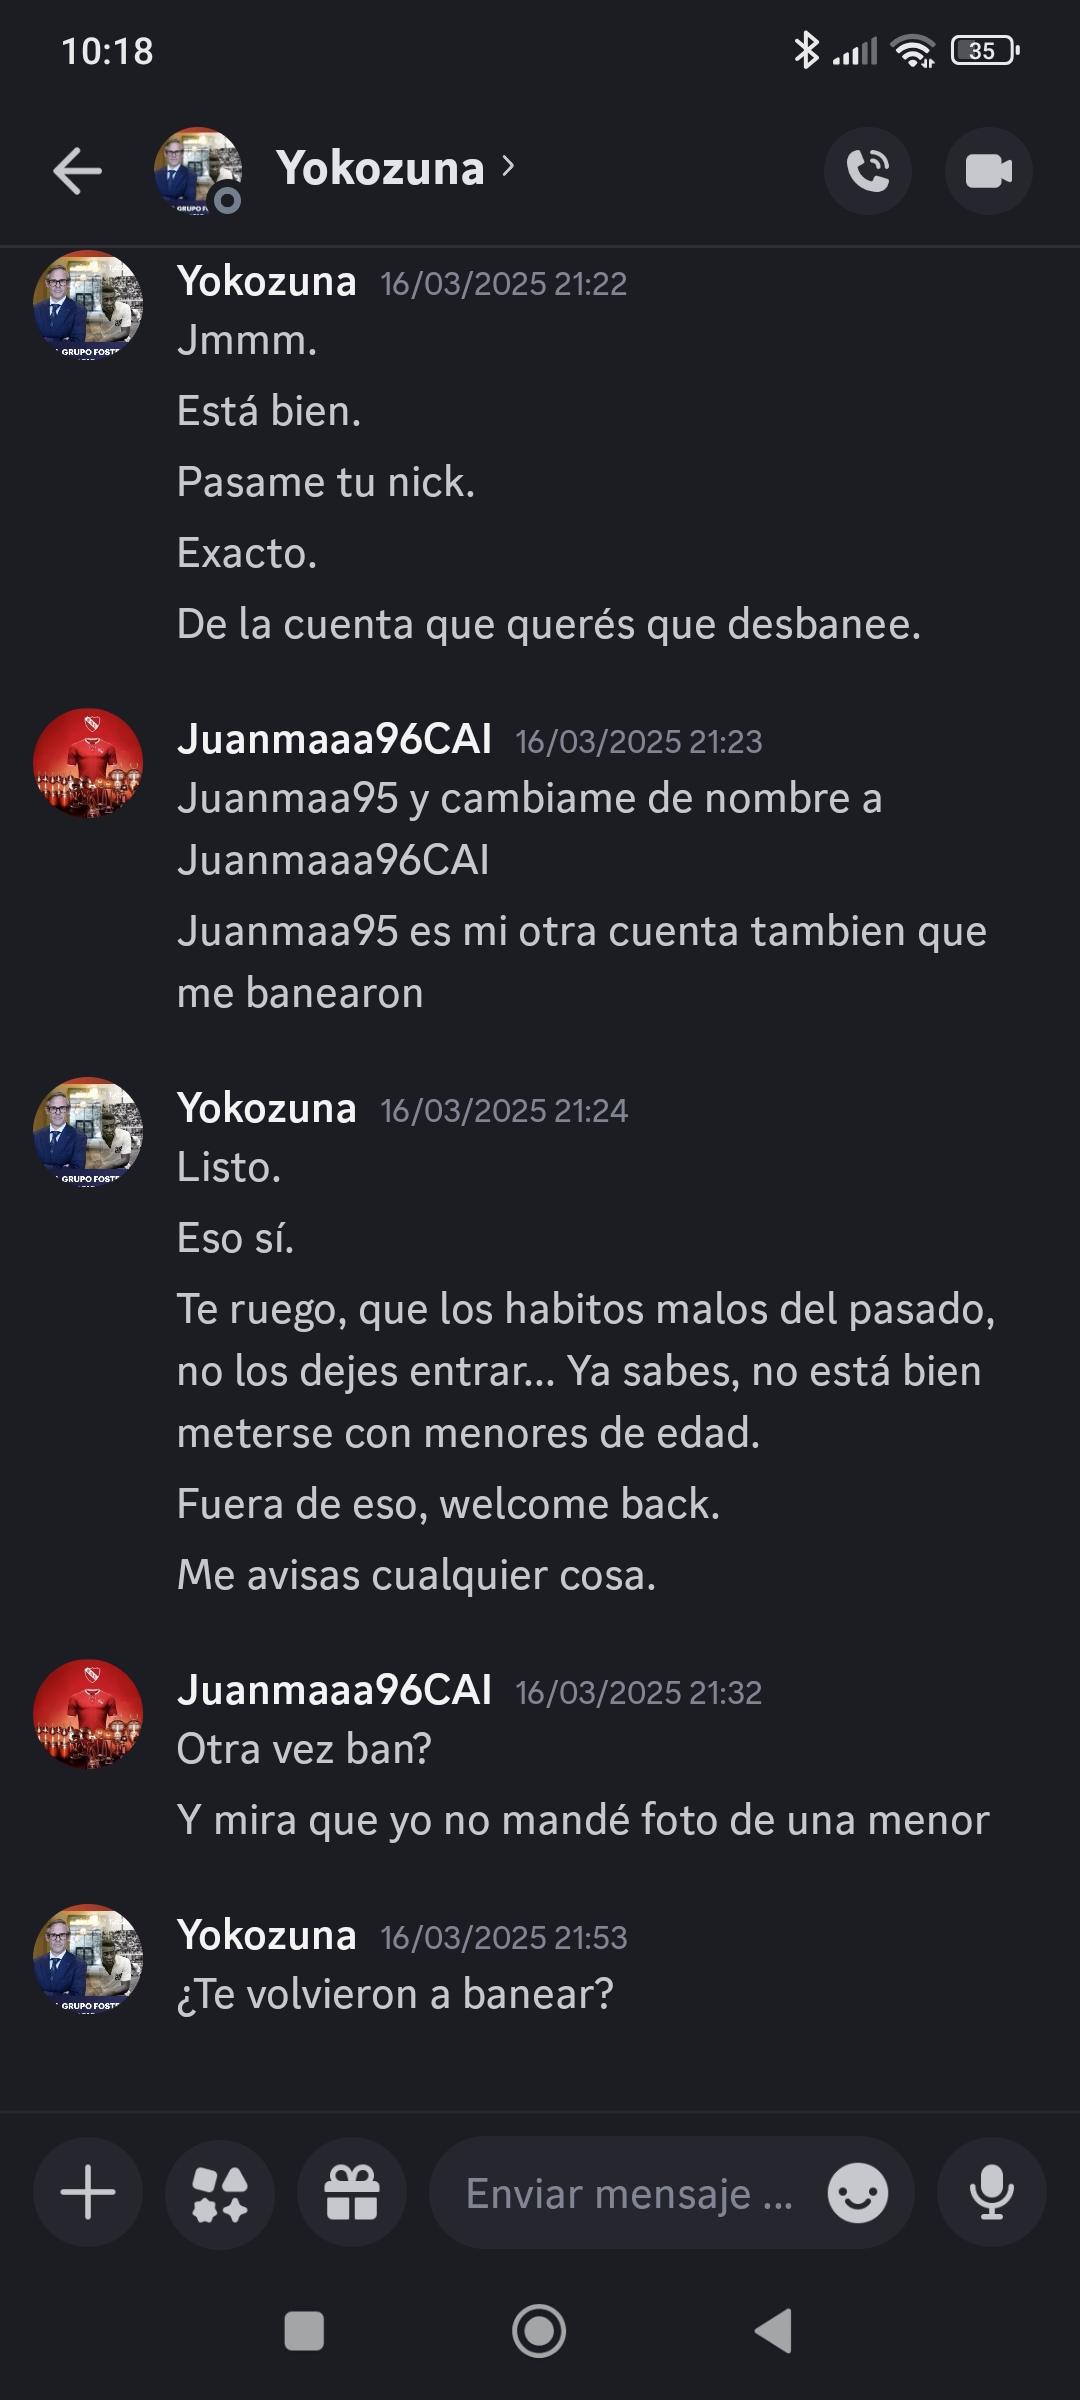 10:18
35
Yokozuna
Yokozuna 16/03/2025 21:22
Jmmm.
Está bien.
Pasame tu nick.
Exacto.
De la cuenta que querés que desbanee.
Juanmaaa96CAI 16/03/2025 21:23
Juanmaa95 y cambiame de nombre a
Juanmaaa96CAI
Juanmaa95 es mi otra cuenta tambien que
me banearon
Yokozuna 16/03/2025 21:24
Listo.
Eso sí.
Te ruego, que los habitos malos del pasado,
no los dejes entrar... Ya sabes, no está bien
meterse con menores de edad.
Fuera de eso, welcome back.
Me avisas cualquier cosa.
Juanmaaa96CAI 16/03/2025 21:32
Otra vez ban?
Y mira que yo no mandé foto de una menor
Yokozuna 16/03/2025 21:53
¿Te volvieron a banear?
Enviar mensaje ...